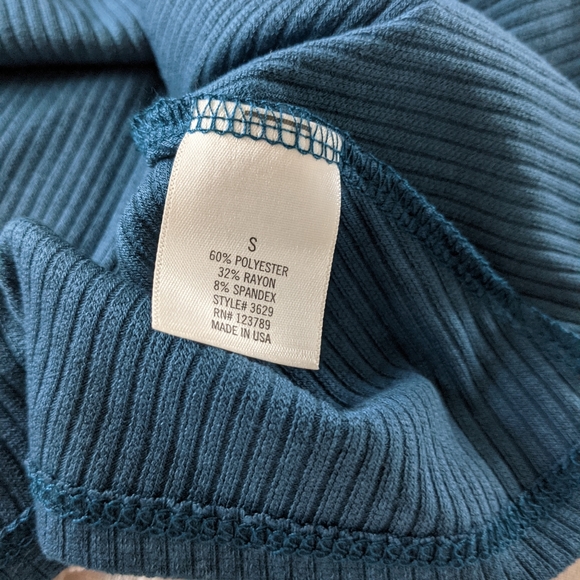 S
60% POLYESTER
32% RAYON
8% SPANDEX
STYLE# 3629
RN# 123789
MADE IN USA